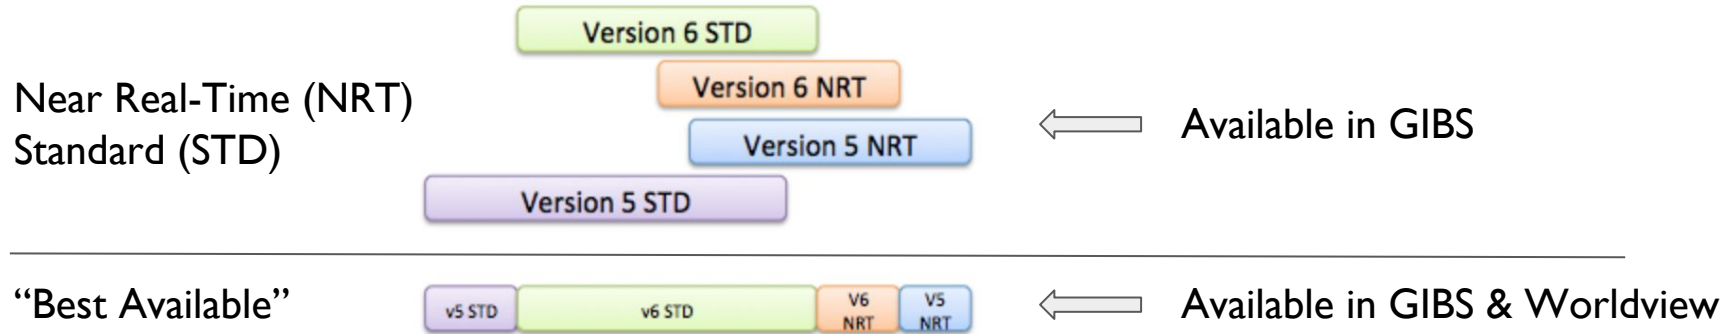 Version 6 STD
Version 6 NRT
Near Real-Time (NRT)
Standard (STD)
Available in GIBS
Version 5 NRT
Version 5 STD
“Best Available”
v5 STD
v6 STD
V6
NRT
V5
NRT
Available in GIBS & Worldview